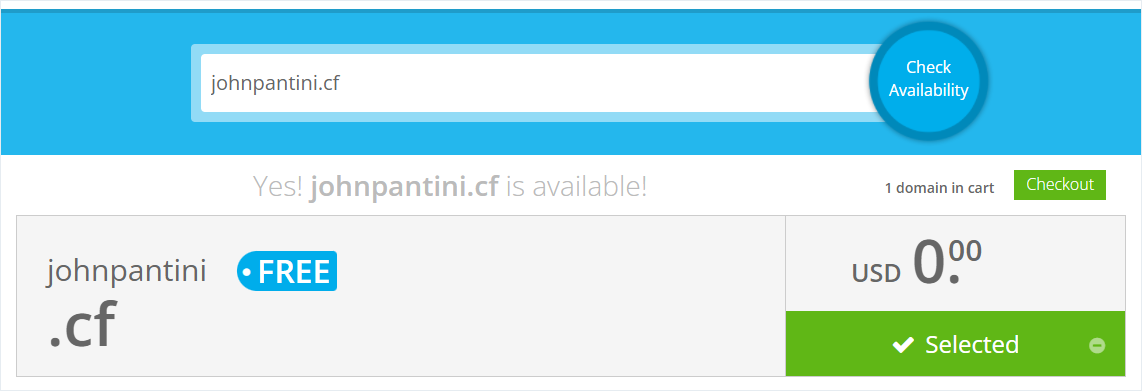 johnpantini.cf
Check
Availability
Yes! johnpantini.cf is available!
1 domain in cart
Checkout
johnpantini
FREE
.cf
USD 0.00
Selected